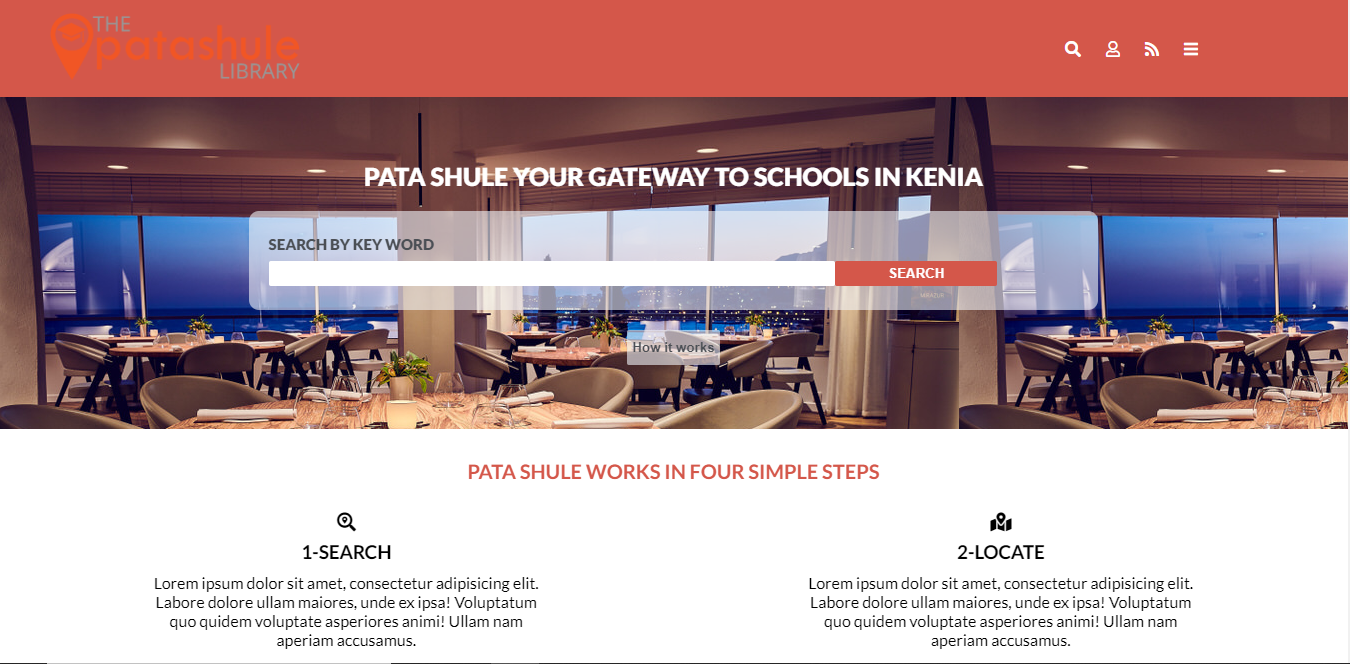 THE
patashule
LIBRARY
PATA SHULE YOUR GATEWAY TO SCHOOLS IN KENIA
SEARCH BY KEY WORD
SEARCH
How it works
PATA SHULE WORKS IN FOUR SIMPLE STEPS
1-SEARCH
Lorem ipsum dolor sit amet, consectetur adipisicing elit.
Labore dolore ullam maiores, unde ex ipsa! Voluptatum
quo quidem voluptate asperiores animi! Ullam nam
aperiam accusamus.
2-LOCATE
Lorem ipsum dolor sit amet, consectetur adipisicing elit.
Labore dolore ullam maiores, unde ex ipsa! Voluptatum
quo quidem voluptate asperiores animi! Ullam nam
aperiam accusamus.